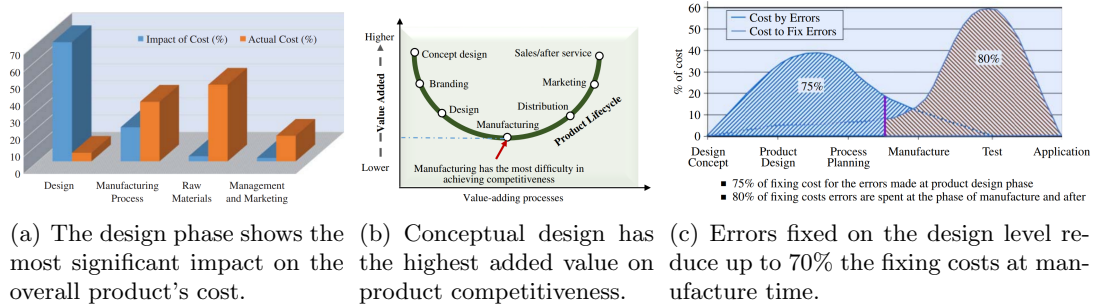 70
60
50
40
30
20
10
0
Impact of Cost (%)
Actual Cost (%)
Design
Manufacturing
Process
Raw
Materials
Management
and Marketing
Higher
Value Added
Lower
Concept design
Branding
Design
Manufacturing
Sales/after service
Marketing
Distribution
Product Lifecycle
Manufacturing has the most difficulty in
achieving competitiveness
Value-adding processes
60
50
40
30
20
10
0
% of cost
Cost by Errors
Cost to Fix Errors
75%
80%
Design
Concept
Product
Design
Process
Planning
Manufacture
Test
Application
■ 75% of fixing cost for the errors made at product design phase
■ 80% of fixing costs errors are spent at the phase of manufacture and after
(a) The design phase shows the
most significant impact on the
overall product's cost.
(b) Conceptual design has
the highest added value on
product competitiveness.
(c) Errors fixed on the design level re-
duce up to 70% the fixing costs at man-
ufacture time.